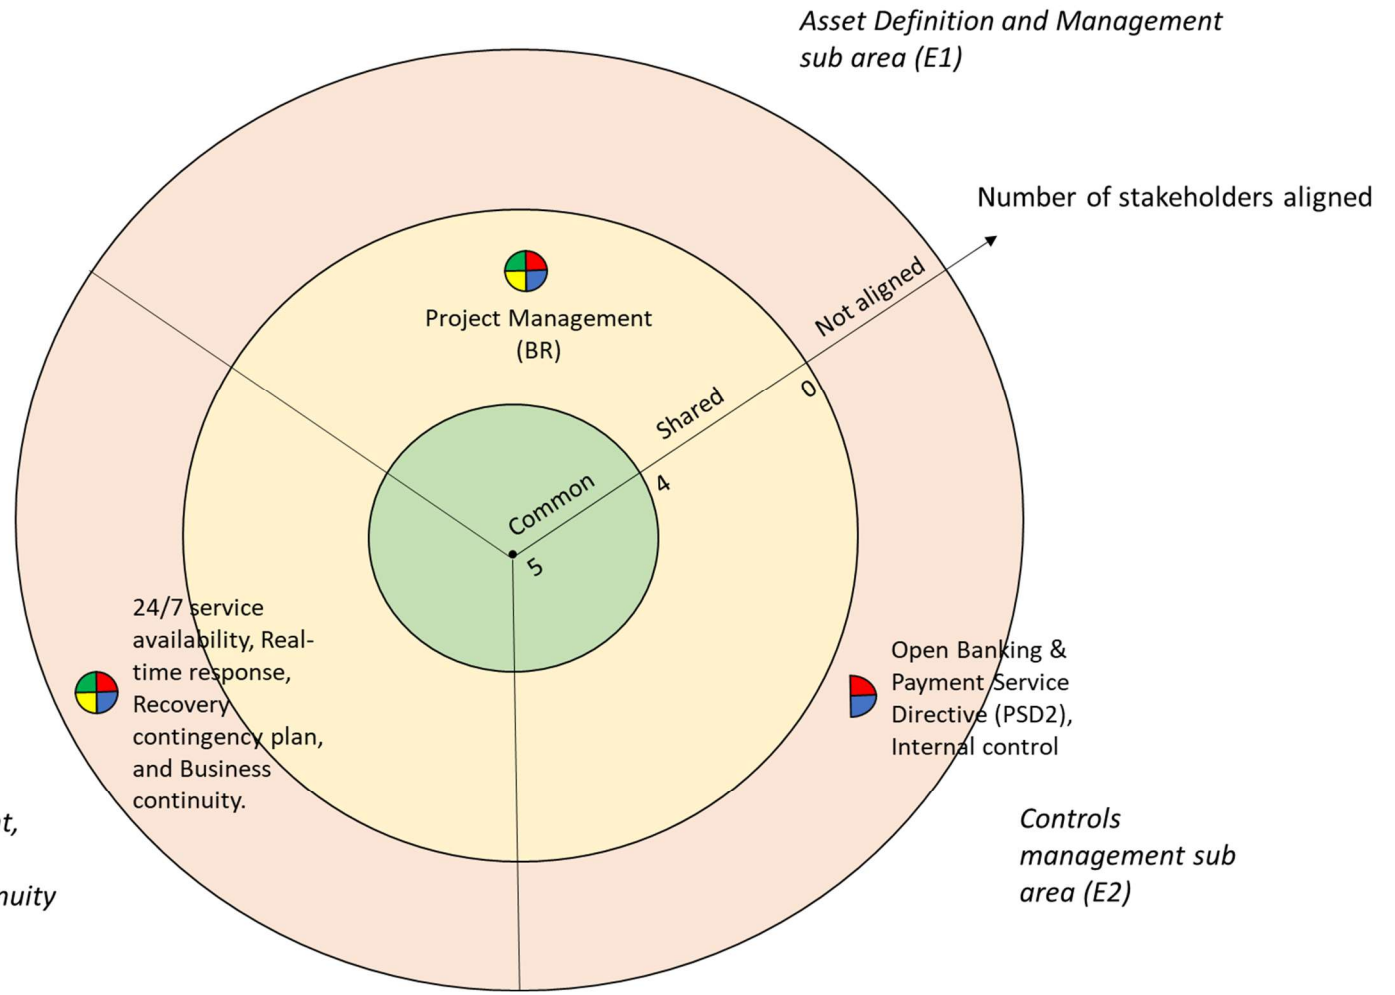 Asset Definition and Management
sub area (E1)
Number of stakeholders aligned
Not aligned
0
Project Management
(BR)
Shared
4
Common
5
24/7 service
availability, Real-
time response,
Recovery
contingency plan,
and Business
continuity.
Open Banking &
Payment Service
Directive (PSD2),
Internal control
Controls
management sub
area (E2)